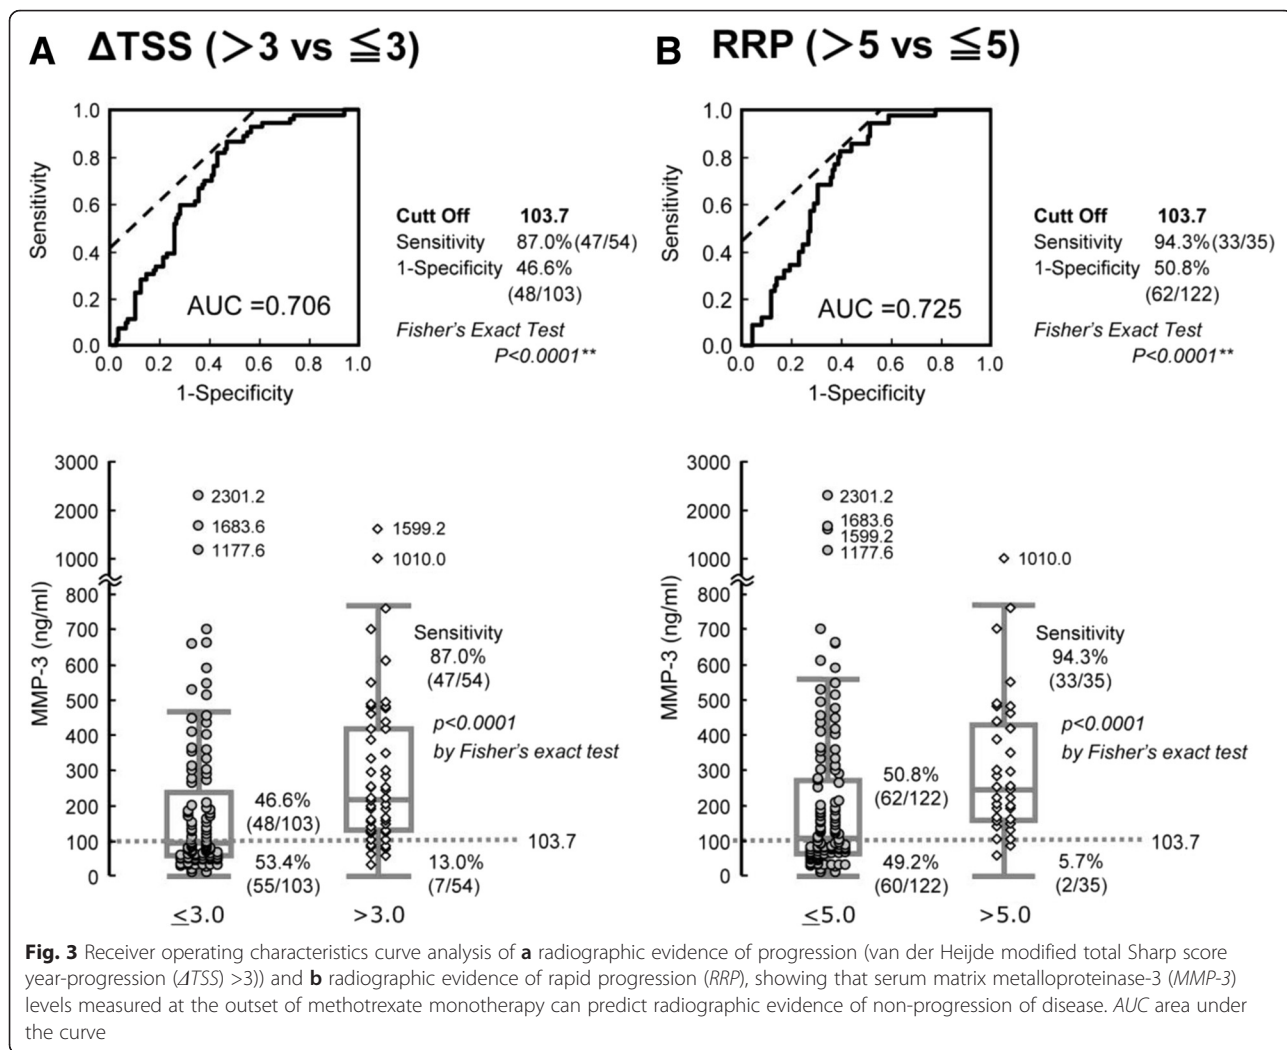 A ΔTSS (＞3 vs ≦3)
1.0
0.8
0.6
0.4
0.2
0.0
Sensitivity
AUC =0.706
0.0 0.2 0.4 0.6 0.8 1.0
1-Specificity
Cutt Off 103.7
Sensitivity 87.0%(47/54)
1-Specificity 46.6%
(48/103)
Fisher's Exact Test
P<0.0001**
B RRP (＞5 vs ≦5)
1.0
0.8
0.6
0.4
0.2
0.0
Sensitivity
AUC =0.725
0.0 0.2 0.4 0.6 0.8 1.0
1-Specificity
Cutt Off 103.7
Sensitivity 94.3%(33/35)
1-Specificity 50.8%
(62/122)
Fisher's Exact Test
P<0.0001**
3000
2000
1000
800
700
600
500
400
300
200
100
0
MMP-3 (ng/ml)
2301.2
1683.6
1177.6
1599.2
1010.0
Sensitivity
87.0%
(47/54)
p<0.0001
by Fisher's exact test
46.6%
(48/103)
103.7
53.4%
(55/103)
13.0%
(7/54)
≤3.0 >3.0
3000
2000
1000
800
700
600
500
400
300
200
100
0
MMP-3 (ng/ml)
2301.2
1683.6
1599.2
1177.6
1010.0
Sensitivity
94.3%
(33/35)
p<0.0001
by Fisher's exact test
50.8%
(62/122)
103.7
49.2%
(60/122)
5.7%
(2/35)
≤5.0 >5.0
Fig. 3 Receiver operating characteristics curve analysis of a radiographic evidence of progression (van der Heijde modified total Sharp score
year-progression (ΔTSS) >3)) and b radiographic evidence of rapid progression (RRP), showing that serum matrix metalloproteinase-3 (MMP-3)
levels measured at the outset of methotrexate monotherapy can predict radiographic evidence of non-progression of disease. AUC area under
the curve